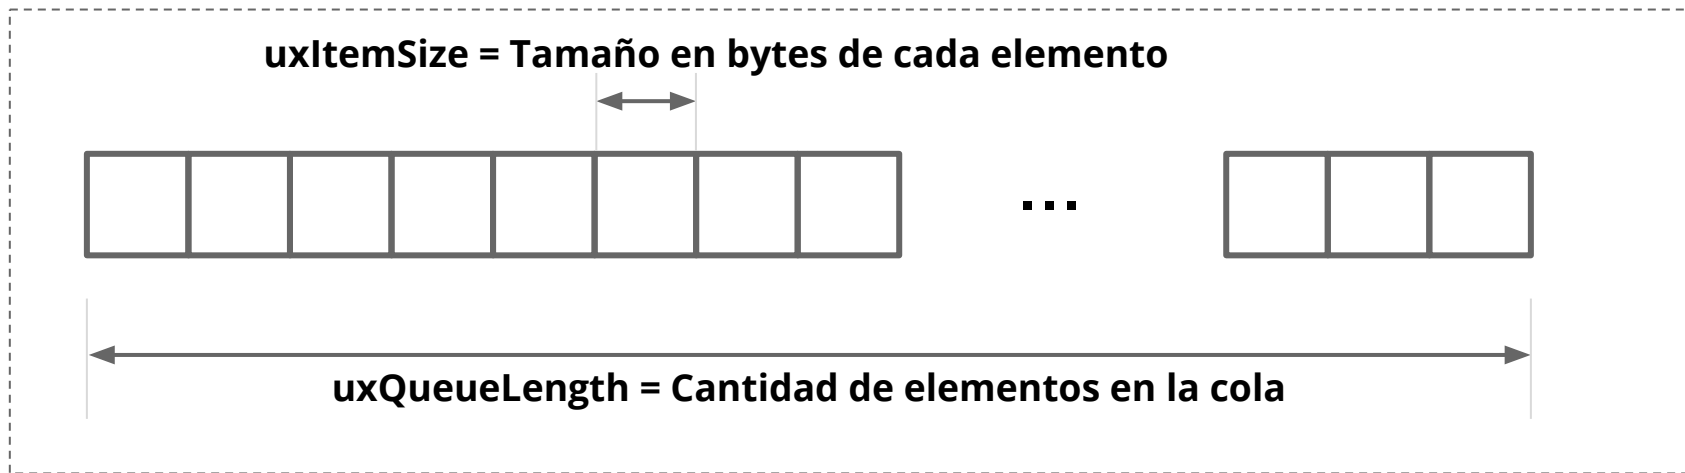 uxItemSize = Tamaño en bytes de cada elemento
...
uxQueueLength = Cantidad de elementos en la cola